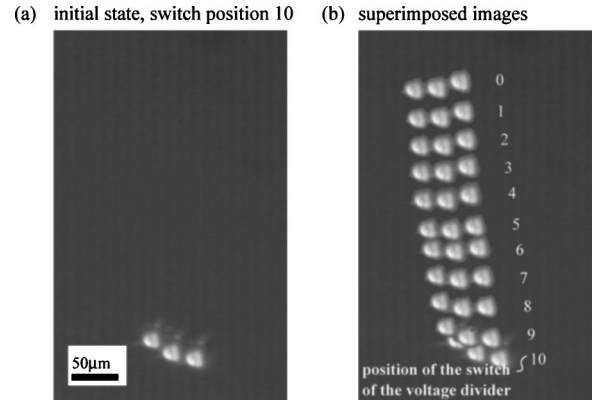 (a) initial state, switch position 10
(b) superimposed images
0
1
2
3
4
5
6
7
8
9
10
50μm
position of the switch
of the voltage divider